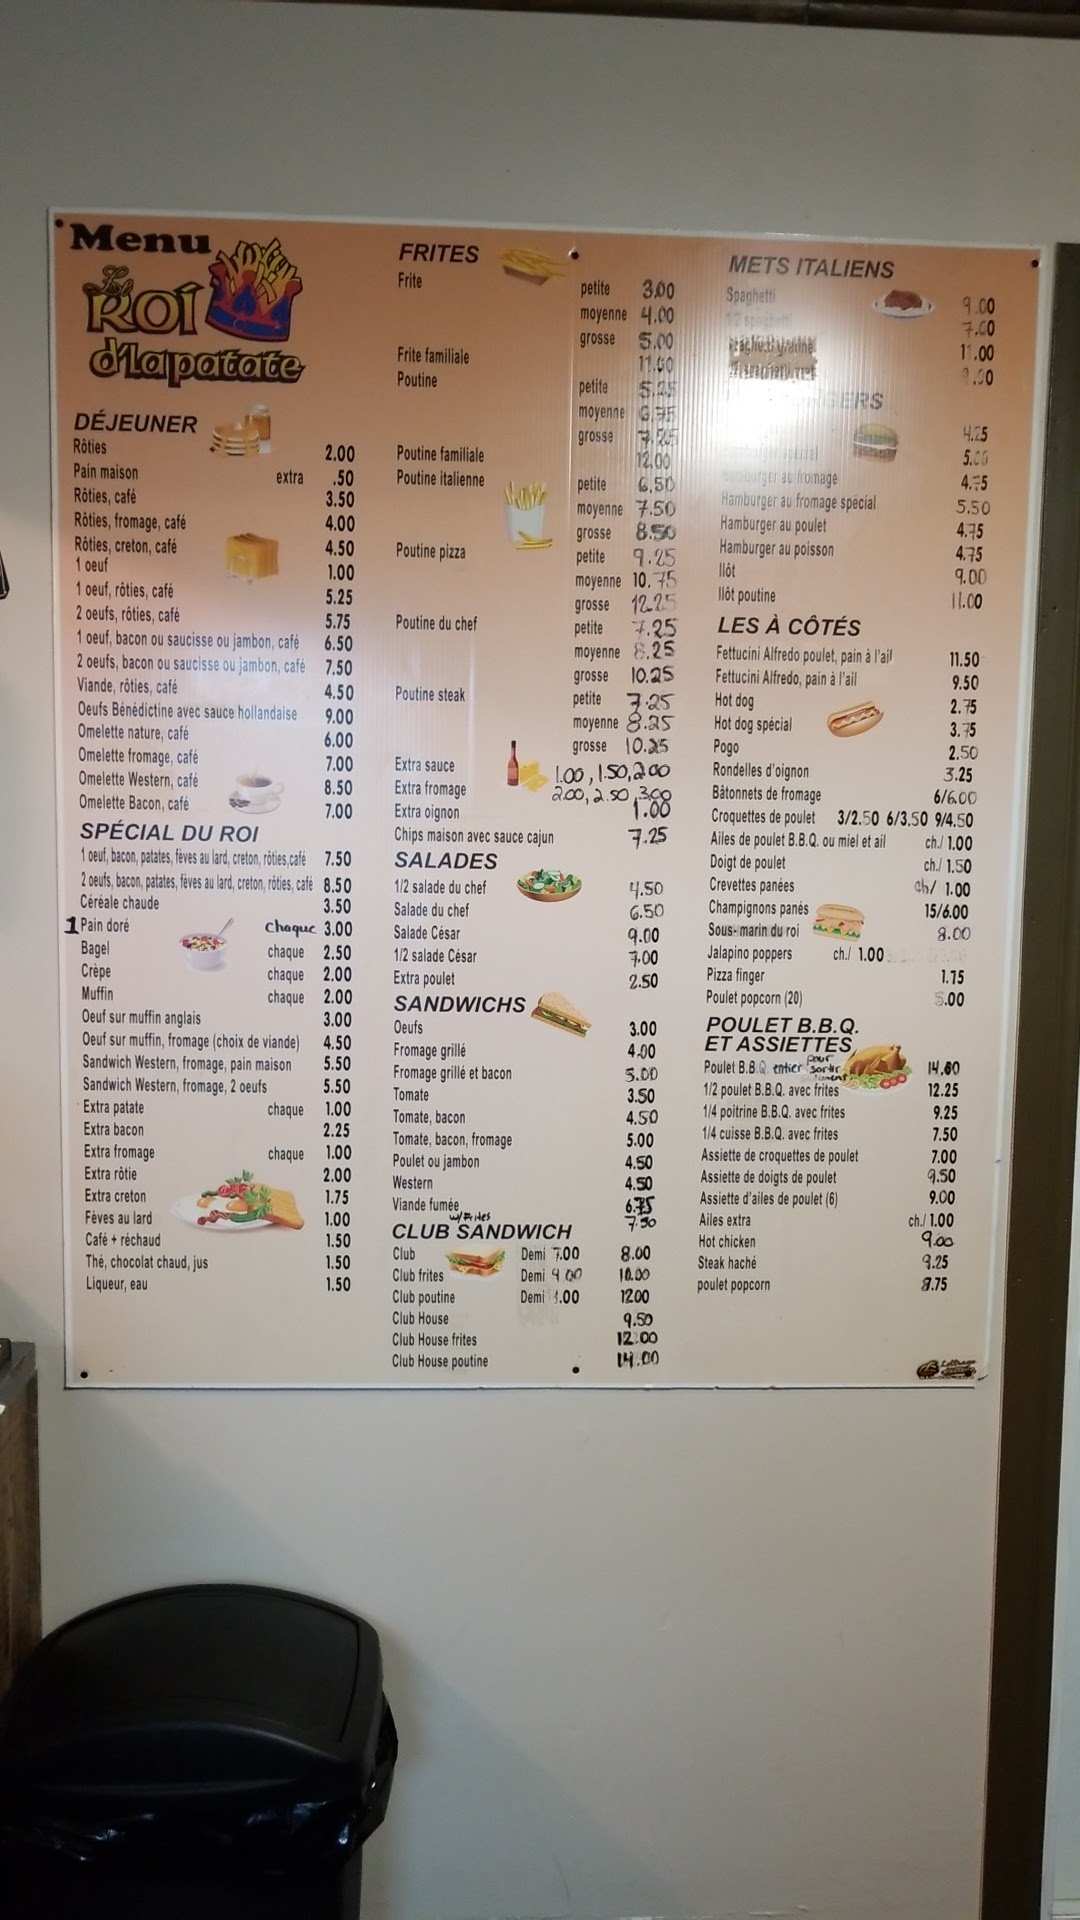 Menu
Le
ROI
d'lapatate
DÉJEUNER
Rôties 2.00
Pain maison extra .50
Rôties, café 3.50
Rôties, fromage, café 4.00
Rôties, creton, café 4.50
1 oeuf 1.00
1 oeuf, rôties, café 5.25
2 oeufs, rôties, café 5.75
1 oeuf, bacon ou saucisse ou jambon, café 6.50
2 oeufs, bacon ou saucisse ou jambon, café 7.50
Viande, rôties, café 4.50
Oeufs Bénédictine avec sauce hollandaise 9.00
Omelette nature, café 6.00
Omelette fromage, café 7.00
Omelette Western, café 8.50
Omelette Bacon, café 7.00
SPÉCIAL DU ROI
1 oeuf, bacon, patates, fèves au lard, creton, rôties,café 7.50
2 oeufs, bacon, patates, fèves au lard, creton, rôties, café 8.50
Céréale chaude 3.50
1 Pain doré chaque 3.00
Bagel chaque 2.50
Crèpe chaque 2.00
Muffin chaque 2.00
Oeuf sur muffin anglais 3.00
Oeuf sur muffin, fromage (choix de viande) 4.50
Sandwich Western, fromage, pain maison 5.50
Sandwich Western, fromage, 2 oeufs 5.50
Extra patate chaque 1.00
Extra bacon 2.25
Extra fromage chaque 1.00
Extra rôtie 2.00
Extra creton 1.75
Fèves au lard 1.00
Café + réchaud 1.50
Thé, chocolat chaud, jus 1.50
Liqueur, eau 1.50
FRITES
Frite petite 3.00
moyenne 4.00
grosse 5.00
Frite familiale 11.00
Poutine petite 5.25
moyenne 6.75
grosse 7.25
Poutine familiale 12.00
Poutine italienne petite 6.50
moyenne 7.50
grosse 8.50
Poutine pizza petite 9.25
moyenne 10.75
grosse 12.25
Poutine du chef petite 7.25
moyenne 8.25
grosse 10.25
Poutine steak petite 7.25
moyenne 8.25
grosse 10.25
Extra sauce 1.00, 1.50, 2.00
Extra fromage 2.00, 2.50, 3.00
Extra oignon 1.00
Chips maison avec sauce cajun 7.25
SALADES
1/2 salade du chef 4.50
Salade du chef 6.50
Salade César 9.00
1/2 salade César 7.00
Extra poulet 2.50
SANDWICHS
Oeufs 3.00
Fromage grillé 4.00
Fromage grillé et bacon 5.00
Tomate 3.50
Tomate, bacon 4.50
Tomate, bacon, fromage 5.00
Poulet ou jambon 4.50
Western 4.50
Viande fumée 6.75
w/frites 7.50
CLUB SANDWICH
Club Demi 7.00 8.00
Club frites Demi 9.00 10.00
Club poutine Demi 12.00
Club House 9.50
Club House frites 12.00
Club House poutine 14.00
METS ITALIENS
Spaghetti 9.00
1/2 spaghetti 7.00
spaghetti gratiné 11.00
9.00
4.25
5.00
Hamburger au fromage 4.75
Hamburger au fromage spécial 5.50
Hamburger au poulet 4.75
Hamburger au poisson 4.75
Ilôt 9.00
Ilôt poutine 11.00
LES À CÔTÉS
Fettucini Alfredo poulet, pain à l'ail 11.50
Fettucini Alfredo, pain à l'ail 9.50
Hot dog 2.75
Hot dog spécial 3.75
Pogo 2.50
Rondelles d'oignon 3.25
Bâtonnets de fromage 6/6.00
Croquettes de poulet 3/2.50 6/3.50 9/4.50
Ailes de poulet B.B.Q. ou miel et ail ch./ 1.00
Doigt de poulet ch./ 1.50
Crevettes panées ch/ 1.00
Champignons panés 15/6.00
Sous- marin du roi 8.00
Jalapino poppers ch./ 1.00
Pizza finger 1.75
Poulet popcorn (20) 5.00
POULET B.B.Q.
ET ASSIETTES
Poulet B.B.Q. entier pour sortir seulement 14.60
1/2 poulet B.B.Q. avec frites 12.25
1/4 poitrine B.B.Q. avec frites 9.25
1/4 cuisse B.B.Q. avec frites 7.50
Assiette de croquettes de poulet 7.00
Assiette de doigts de poulet 9.50
Assiette d'ailes de poulet (6) 9.00
Ailes extra ch./ 1.00
Hot chicken 9.00
Steak haché 9.25
poulet popcorn 8.75